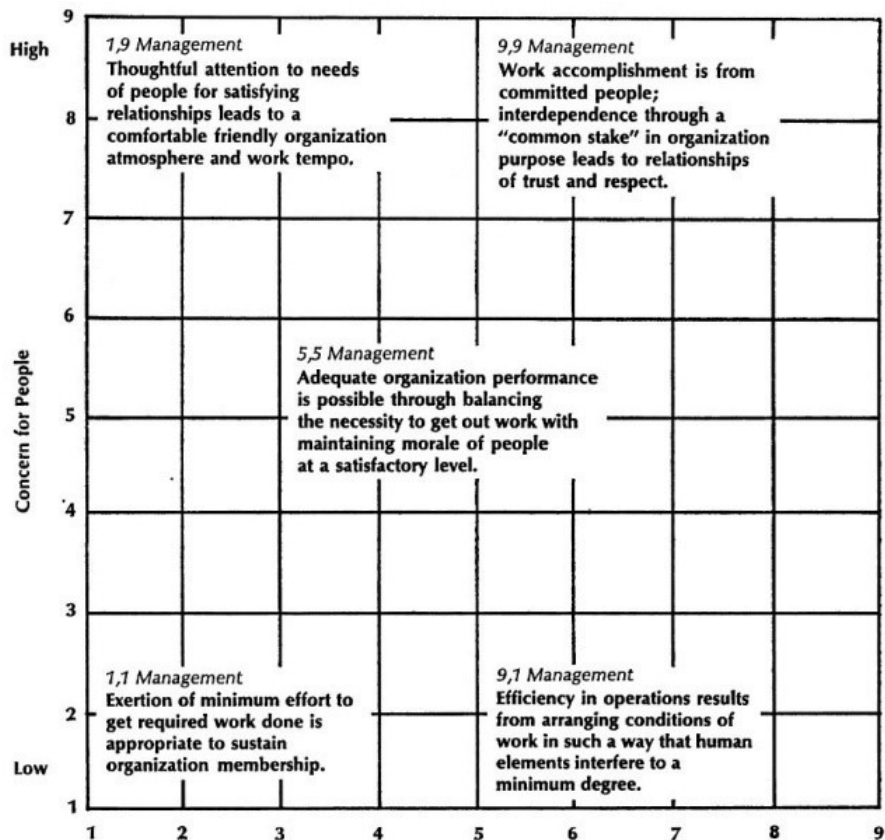 9
High
1,9 Management
Thoughtful attention to needs
of people for satisfying
relationships leads to a
comfortable friendly organization
atmosphere and work tempo.
9,9 Management
Work accomplishment is from
committed people;
interdependence through a
"common stake" in organization
purpose leads to relationships
of trust and respect.
8
7
6
5,5 Management
Adequate organization performance
is possible through balancing
the necessity to get out work with
maintaining morale of people
at a satisfactory level.
Concern for People
5
4
3
1,1 Management
Exertion of minimum effort to
get required work done is
appropriate to sustain
organization membership.
9,1 Management
Efficiency in operations results
from arranging conditions of
work in such a way that human
elements interfere to a
minimum degree.
2
Low
1
1 2 3 4 5 6 7 8 9